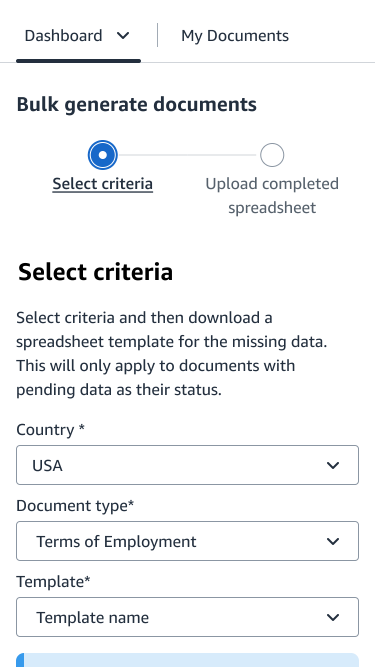 Dashboard
My Documents
Bulk generate documents
Select criteria
Upload completed
spreadsheet
Select criteria
Select criteria and then download a
spreadsheet template for the missing data.
This will only apply to documents with
pending data as their status.
Country *
USA
Document type*
Terms of Employment
Template*
Template name